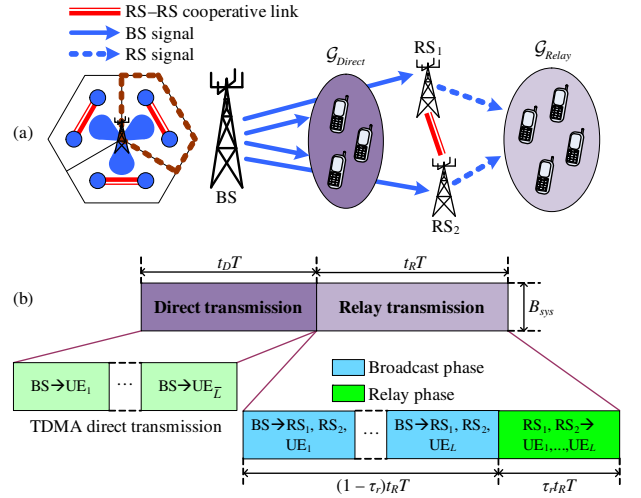 RS–RS cooperative link
BS signal
RS signal
(a)
BS
𝒢Direct
RS1
RS2
𝒢Relay
(b)
tDT
tRT
Direct transmission
Relay transmission
Bsys
BS→UE1
...
BS→UEL̅
TDMA direct transmission
Broadcast phase
Relay phase
BS→RS1, RS2,
UE1
...
BS→RS1, RS2,
UEL
RS1, RS2→
UE1,...,UEL
(1 − τr)tRT
τrtRT